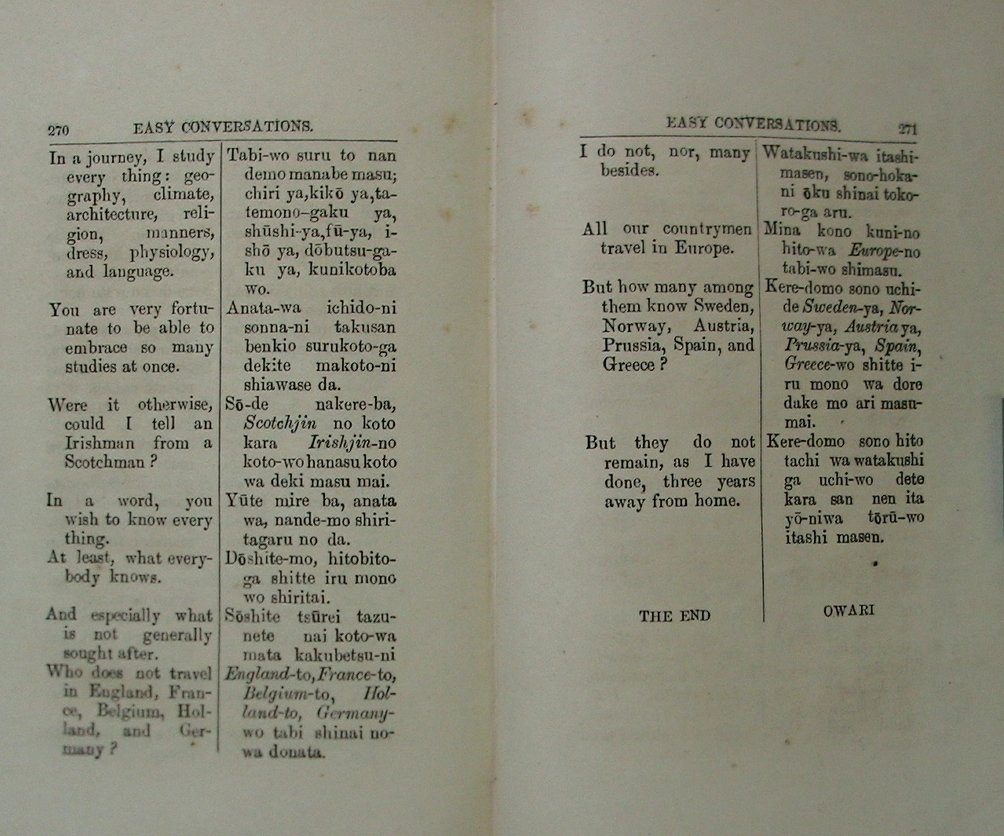 270 EASY CONVERSATIONS.
In a journey, I study
every thing: geo-
graphy, climate,
architecture, reli-
gion, manners,
dress, physiology,
and language.
You are very fortu-
nate to be able to
embrace so many
studies at once.
Were it otherwise,
could I tell an
Irishman from a
Scotchman ?
In a word, you
wish to know every
thing.
At least, what every-
body knows.
And especially what
is not generally
sought after.
Who does not travel
in England, Fran-
ce, Belgium, Hol-
land, and Ger-
many ?
Tabi-wo suru to nan
demo manabe masu;
chiri ya,kikō ya,ta-
temono-gaku ya,
shūshi-ya,fū-ya, i-
shō ya, dōbutsu-ga-
ku ya, kunikotoba
wo.
Anata-wa ichido-ni
sonna-ni takusan
benkio surukoto-ga
dekite makoto-ni
shiawase da.
Sō-de nakere-ba,
Scotchjin no koto
kara Irishjin-no
koto-wo hanasu koto
wa deki masu mai.
Yūte mire ba, anata
wa, nande-mo shiri-
tagaru no da.
Dōshite-mo, hitobito-
ga shitte iru mono
wo shiritai.
Sōshite tsūrei tazu-
nete nai koto-wa
mata kakubetsu-ni
England-to,France-to,
Belgium-to, Hol-
land-to, Germany-
wo tabi shinai no-
wa donata.
EASY CONVERSATIONS. 271
I do not, nor, many
besides.
All our countrymen
travel in Europe.
But how many among
them know Sweden,
Norway, Austria,
Prussia, Spain, and
Greece ?
But they do not
remain, as I have
done, three years
away from home.
THE END
Watakushi-wa itashi-
masen, sono-hoka-
ni ōku shinai toko-
ro-ga aru.
Mina kono kuni-no
hito-wa Europe-no
tabi-wo shimasu.
Kere-domo sono uchi-
de Sweden-ya, Nor-
way-ya, Austria ya,
Prussia-ya, Spain,
Greece-wo shitte i-
ru mono wa dore
dake mo ari masu-
mai.
Kere-domo sono hito
tachi wa watakushi
ga uchi-wo dete
kara san nen ita
yō-niwa tōrū-wo
itashi masen.
OWARI